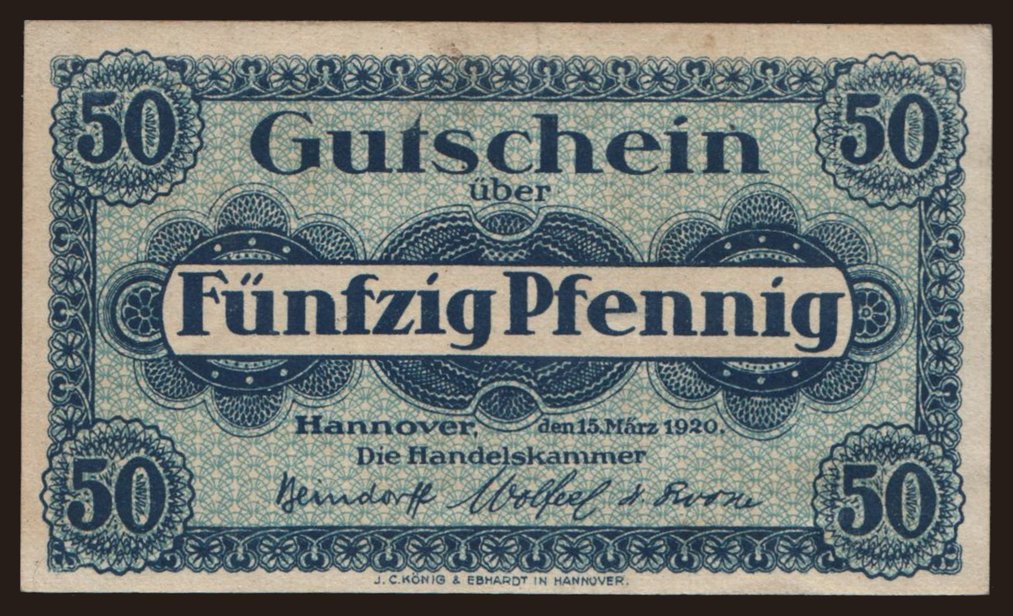 50 50
Gutschein
über
Fünfzig Pfennig
Hannover, den 15. März 1920.
Die Handelskammer
Beindorff
50 50
J. C. KÖNIG & EBHARDT IN HANNOVER.